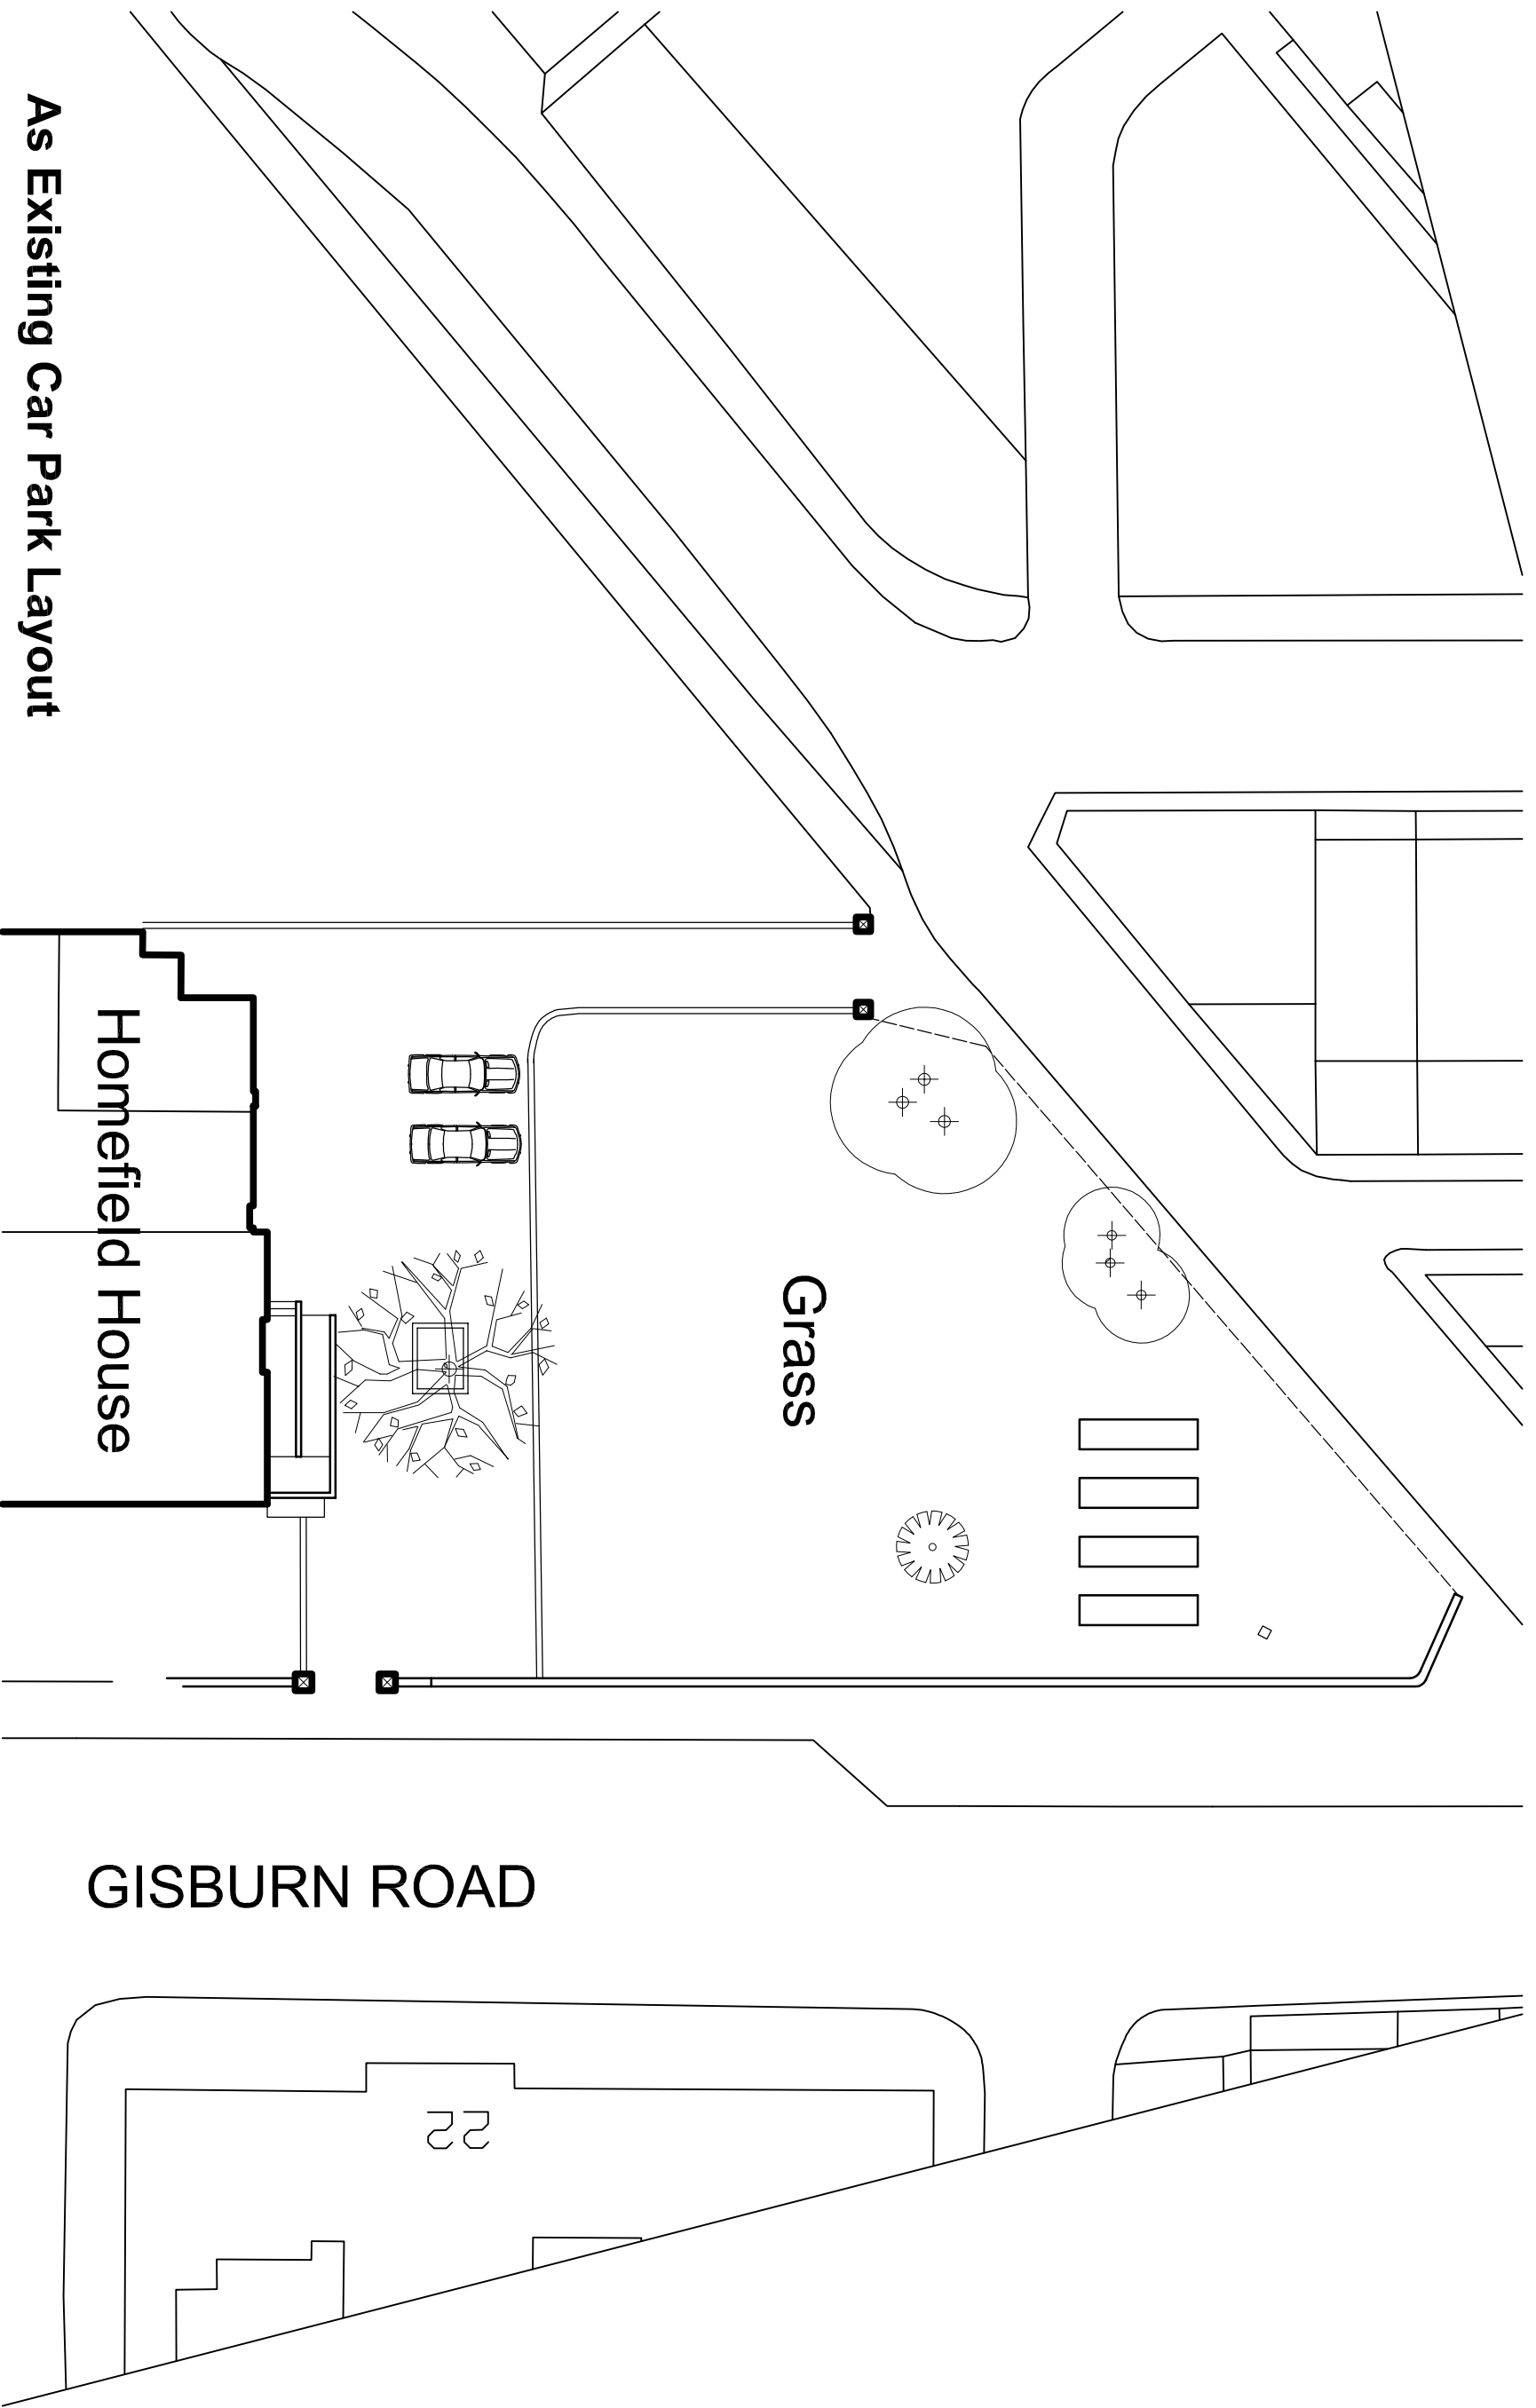 As Existing Car Park Layout
Homefield House
Grass
GISBURN ROAD
22